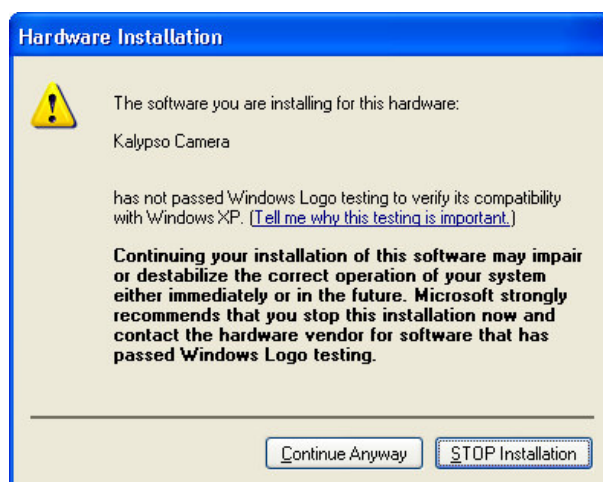 Hardware Installation
The software you are installing for this hardware:
Kalypso Camera
has not passed Windows Logo testing to verify its compatibility
with Windows XP. (Tell me why this testing is important.)
Continuing your installation of this software may impair
or destabilize the correct operation of your system
either immediately or in the future. Microsoft strongly
recommends that you stop this installation now and
contact the hardware vendor for software that has
passed Windows Logo testing.
Continue Anyway STOP Installation